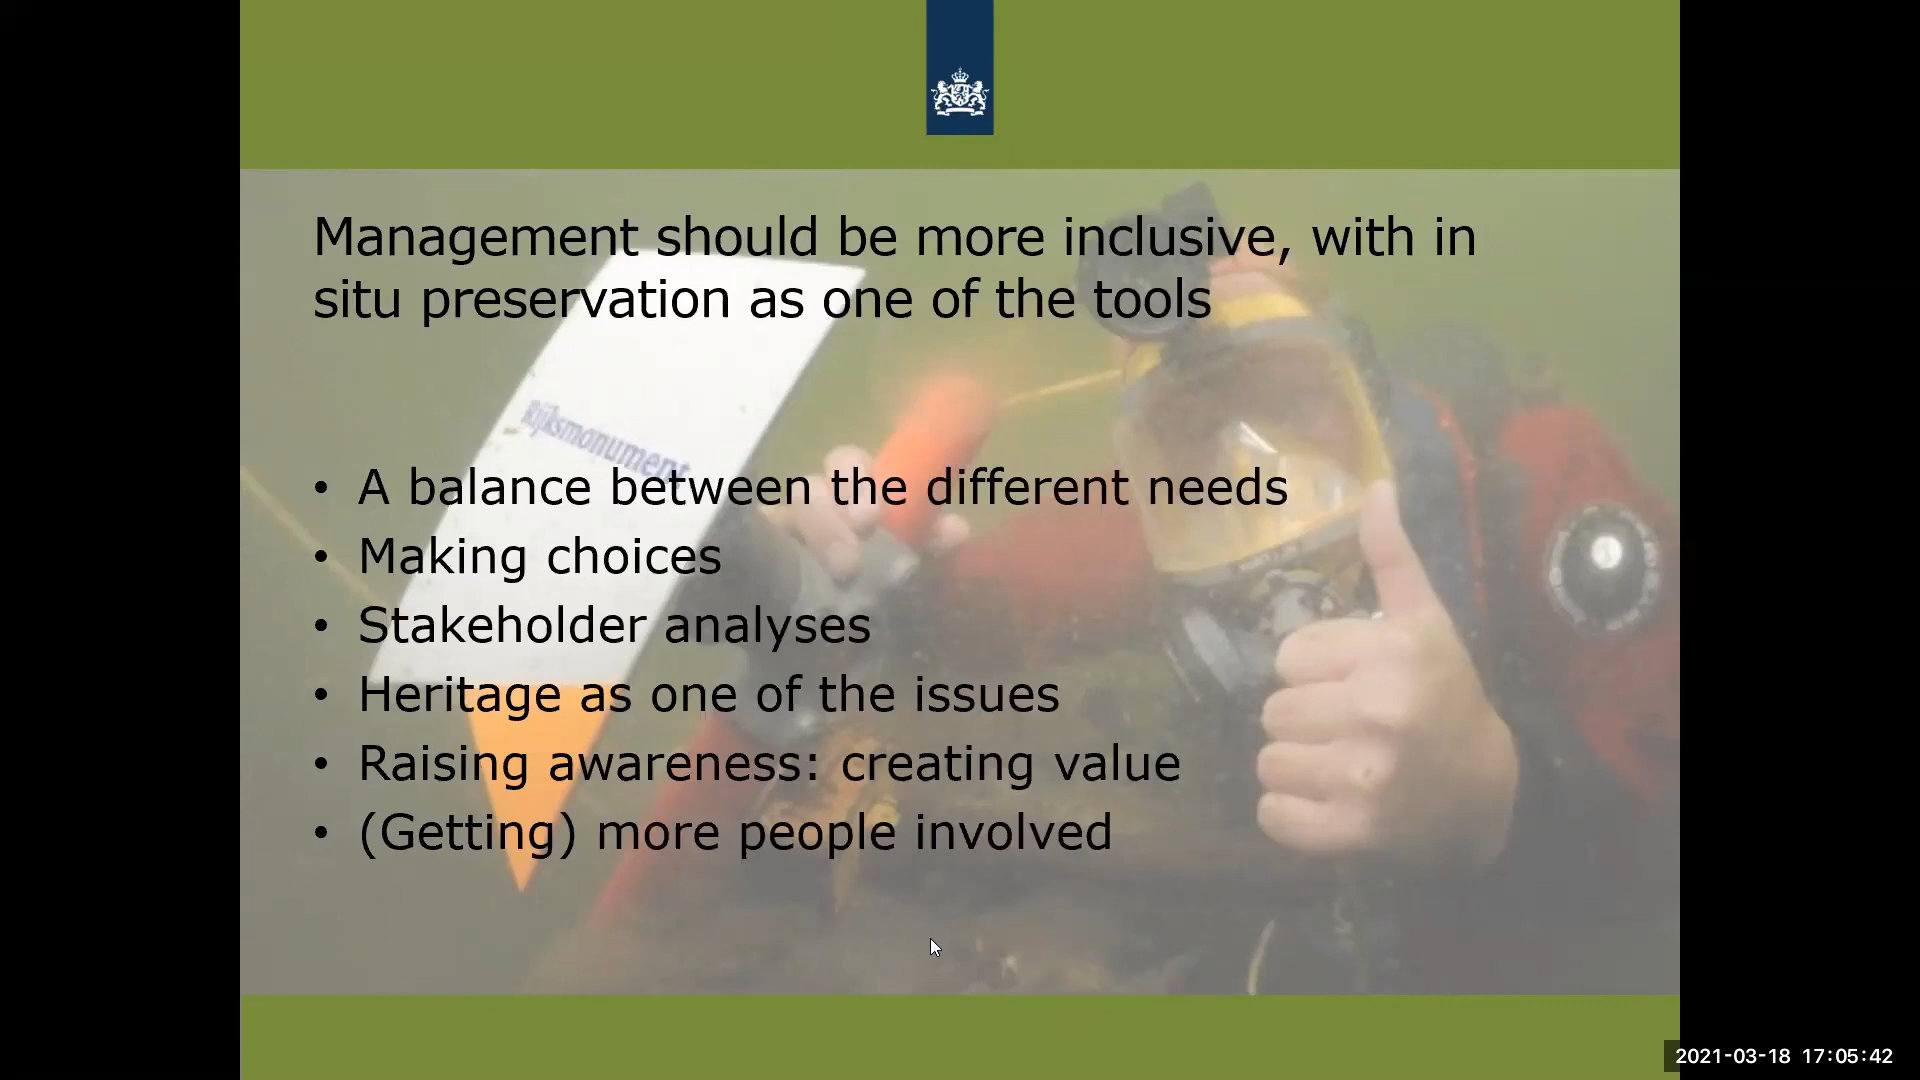 Management should be more inclusive, with in
situ preservation as one of the tools
Rijksmonument
• A balance between the different needs
• Making choices
• Stakeholder analyses
• Heritage as one of the issues
• Raising awareness: creating value
• (Getting) more people involved
2021-03-18 17:05:42